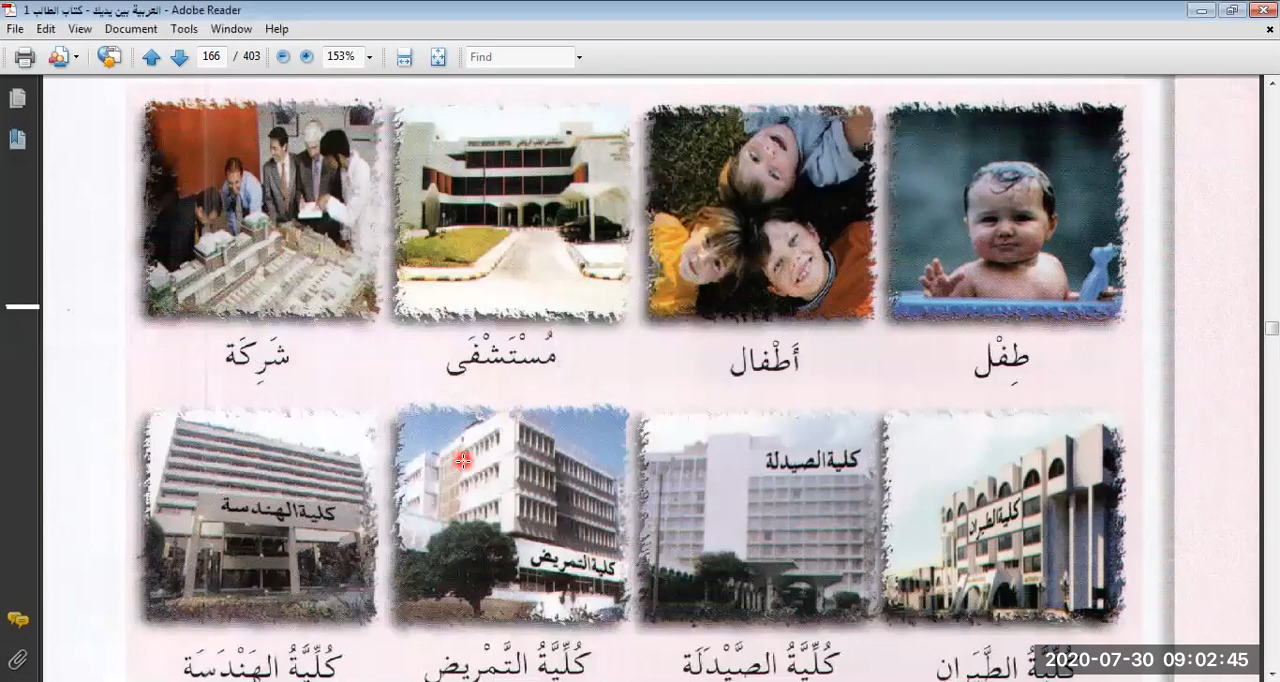 العربية بين يديك - كتاب الطالب 1 - Adobe Reader
File Edit View Document Tools Window Help
166 / 403 153% Find
طِفْل
أَطْفال
مُسْتَشْفَى
شَرِكَة
كلية الطيران
كلية الصيدلة
كلية التمريض
كلية الهندسة
كُلِّيَّةُ الطَّيَران
كُلِّيَّةُ الصَّيْدَلَة
كُلِّيَّةُ التَّمْريض
كُلِّيَّةُ الهَنْدَسَة
2020-07-30 09:02:45